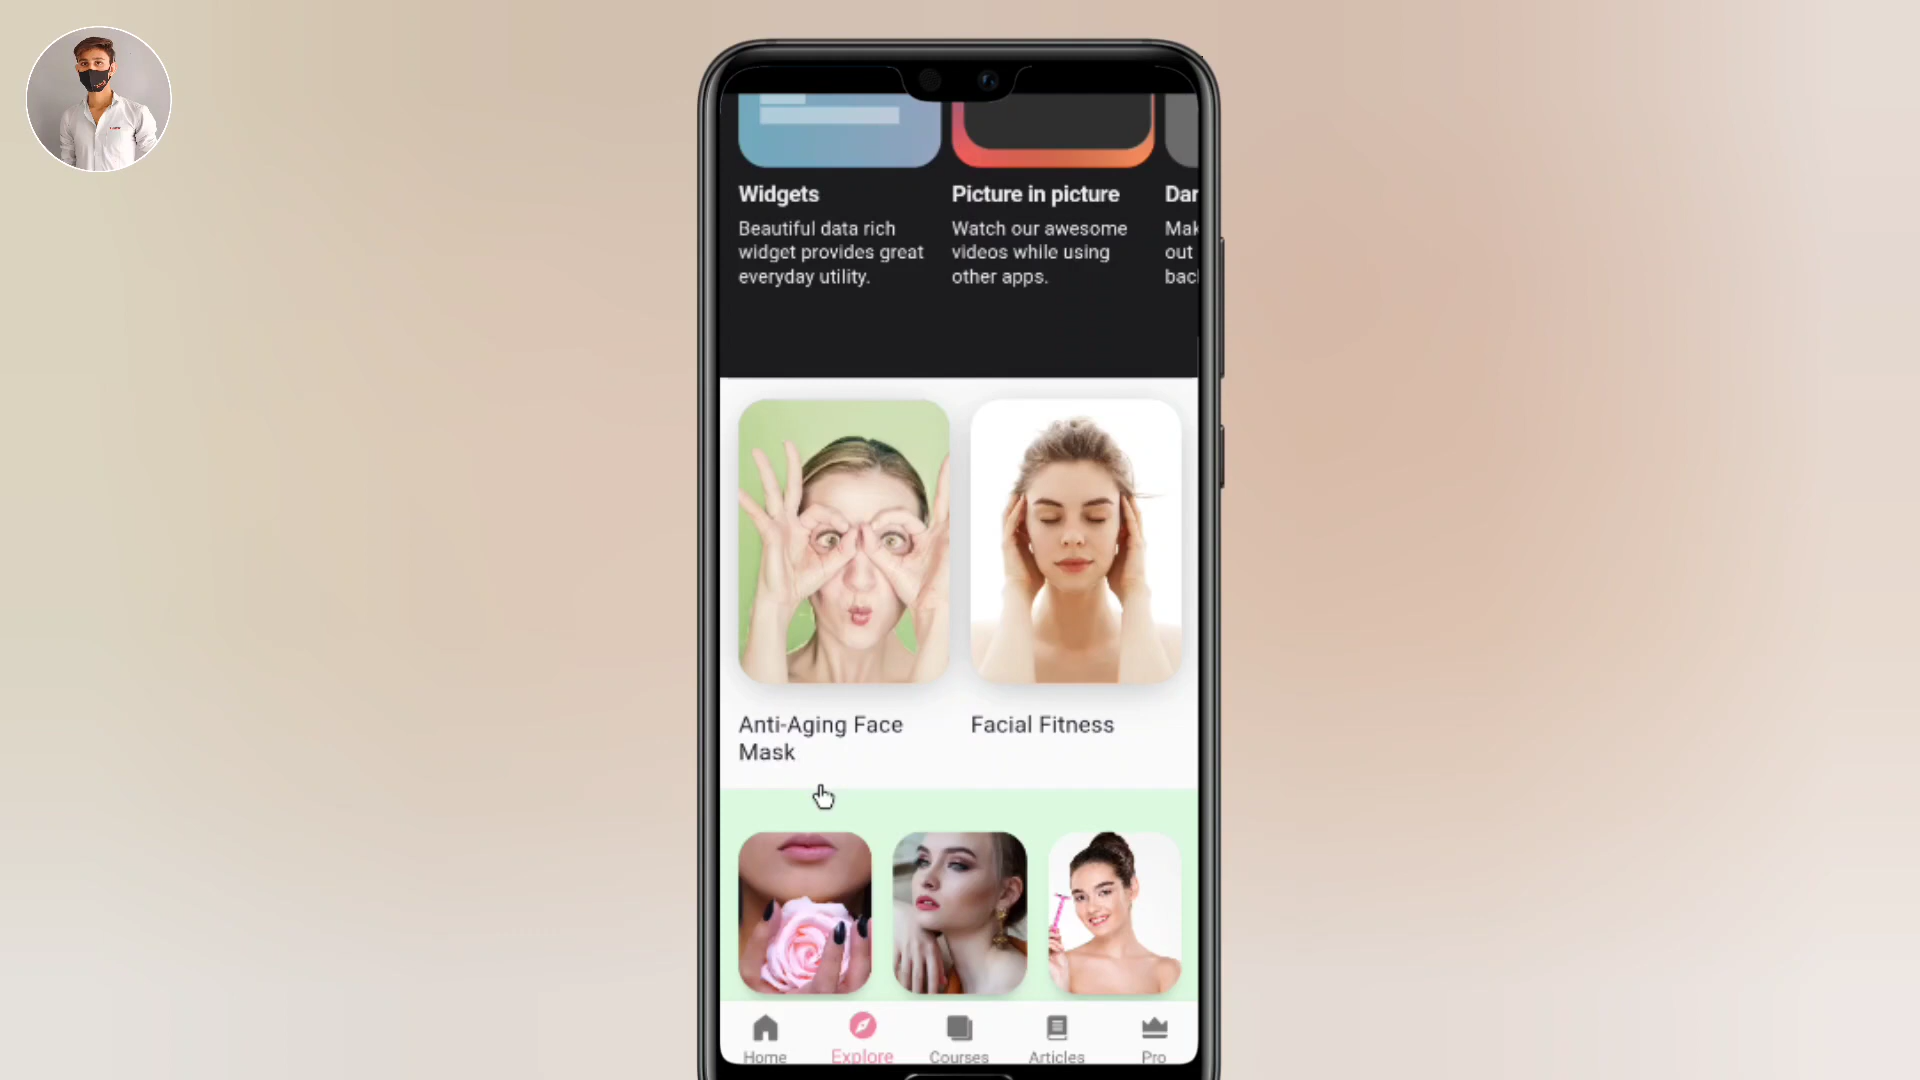 Widgets
Beautiful data rich
widget provides great
everyday utility.
Picture in picture
Watch our awesome
videos while using
other apps.
Dar
Mak
out
bac
Anti-Aging Face
Mask
Facial Fitness
Home
Explore
Courses
Articles
Pro